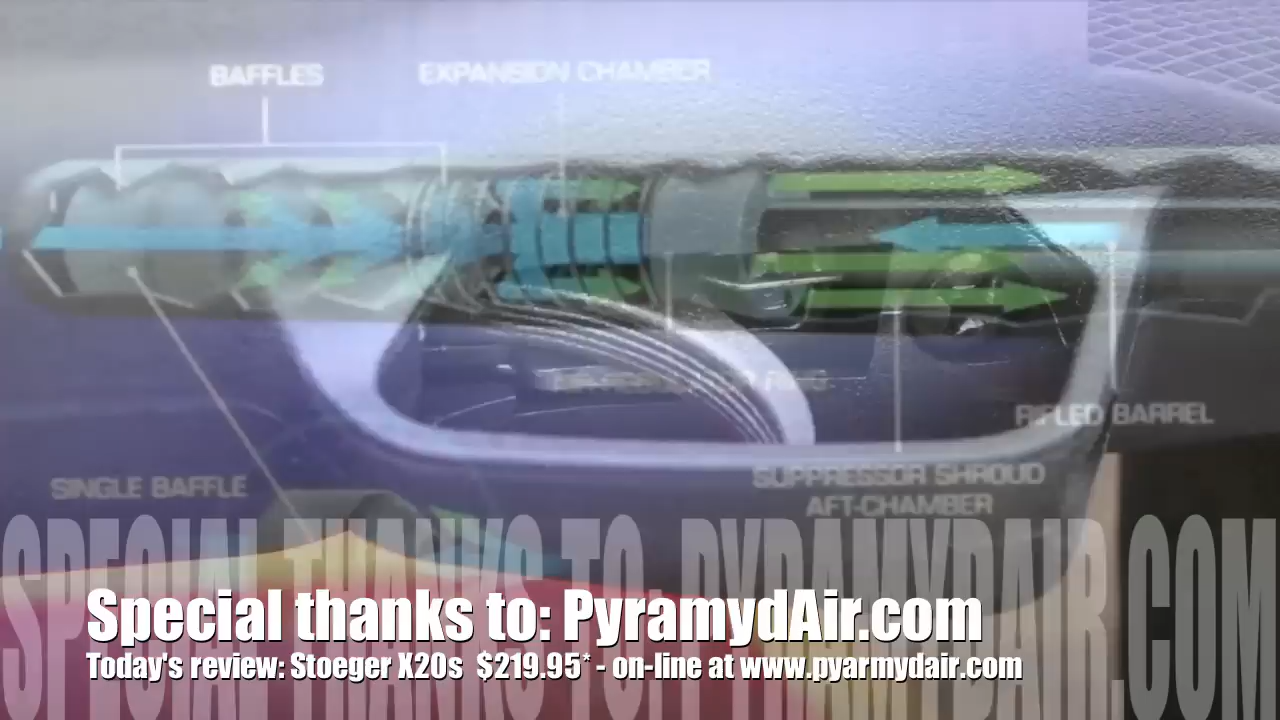 BAFFLES
EXPANSION CHAMBER
RIFLED BARREL
SUPPRESSOR SHROUD
AFT-CHAMBER
SINGLE BAFFLE
SPECIAL THANKS TO: PYRAMYDAIR.COM
Special thanks to: PyramydAir.com
Today's review: Stoeger X20s $219.95* - on-line at www.pyarmydair.com